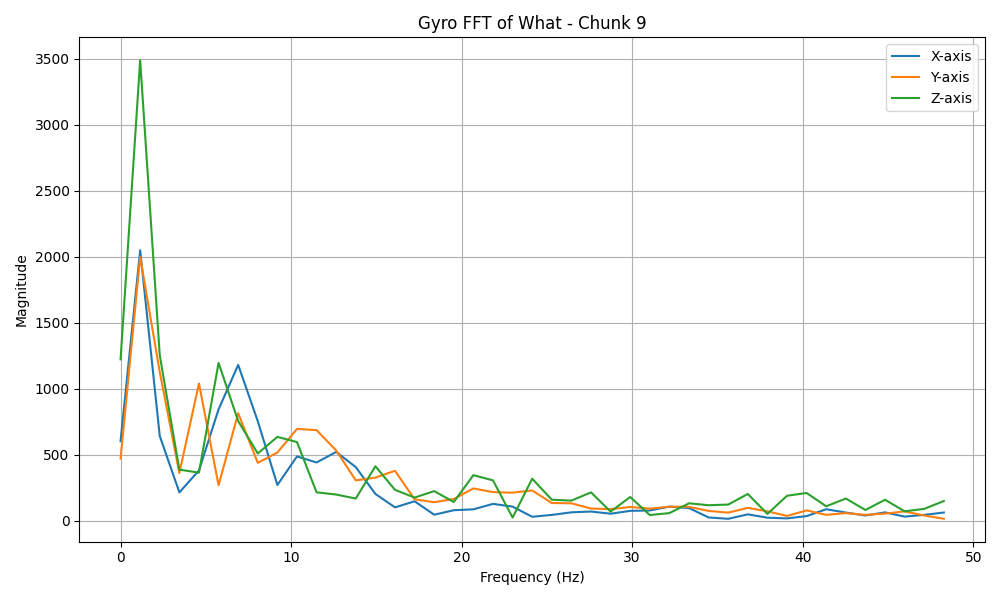 Gyro FFT of What - Chunk 9
X-axis
Y-axis
Z-axis
Magnitude
3500
3000
2500
2000
1500
1000
500
0
0 10 20 30 40 50
Frequency (Hz)